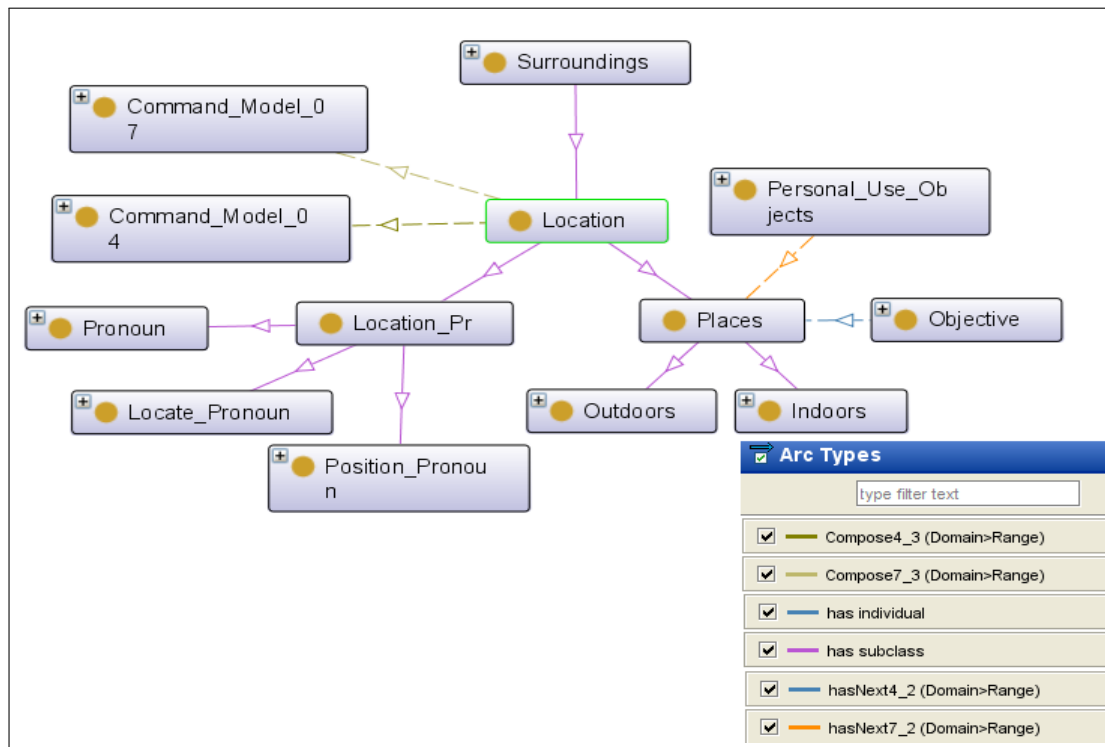 Surroundings
Command_Model_0
7
Personal_Use_Ob
jects
Command_Model_0
4
Location
Pronoun
Location_Pr
Places
Objective
Locate_Pronoun
Outdoors
Indoors
Position_Pronou
n
Arc Types
type filter text
Compose4_3 (Domain>Range)
Compose7_3 (Domain>Range)
has individual
has subclass
hasNext4_2 (Domain>Range)
hasNext7_2 (Domain>Range)